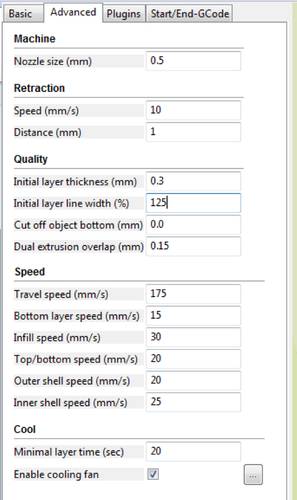 Basic Advanced Plugins Start/End-GCode
Machine
Nozzle size (mm) 0.5
Retraction
Speed (mm/s) 10
Distance (mm) 1
Quality
Initial layer thickness (mm) 0.3
Initial layer line width (%) 125
Cut off object bottom (mm) 0.0
Dual extrusion overlap (mm) 0.15
Speed
Travel speed (mm/s) 175
Bottom layer speed (mm/s) 15
Infill speed (mm/s) 30
Top/bottom speed (mm/s) 20
Outer shell speed (mm/s) 20
Inner shell speed (mm/s) 25
Cool
Minimal layer time (sec) 20
Enable cooling fan ...